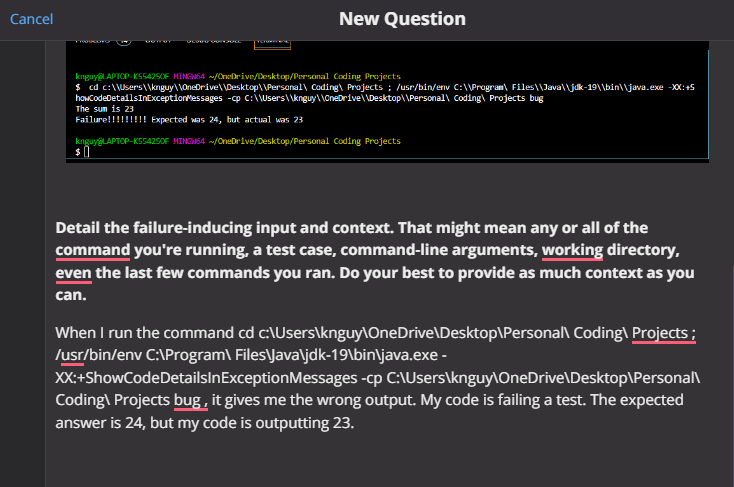 Cancel
New Question
PROBLEMS 14 OUTPUT DEBUG CONSOLE TERMINAL
knguy@LAPTOP-K55425OF MINGW64 ~/OneDrive/Desktop/Personal Coding Projects
$  cd c:\\Users\\knguy\\OneDrive\\Desktop\\Personal\ Coding\ Projects ; /usr/bin/env C:\\Program\ Files\\Java\\jdk-19\\bin\\java.exe -XX:+S
howCodeDetailsInExceptionMessages -cp C:\\Users\\knguy\\OneDrive\\Desktop\\Personal\ Coding\ Projects bug
The sum is 23
Failure!!!!!!!!! Expected was 24, but actual was 23
knguy@LAPTOP-K55425OF MINGW64 ~/OneDrive/Desktop/Personal Coding Projects
$
Detail the failure-inducing input and context. That might mean any or all of the
command you're running, a test case, command-line arguments, working directory,
even the last few commands you ran. Do your best to provide as much context as you
can.
When I run the command cd c:\Users\knguy\OneDrive\Desktop\Personal\ Coding\ Projects ;
/usr/bin/env C:\Program\ Files\Java\jdk-19\bin\java.exe -
XX:+ShowCodeDetailsInExceptionMessages -cp C:\Users\knguy\OneDrive\Desktop\Personal\
Coding\ Projects bug , it gives me the wrong output. My code is failing a test. The expected
answer is 24, but my code is outputting 23.